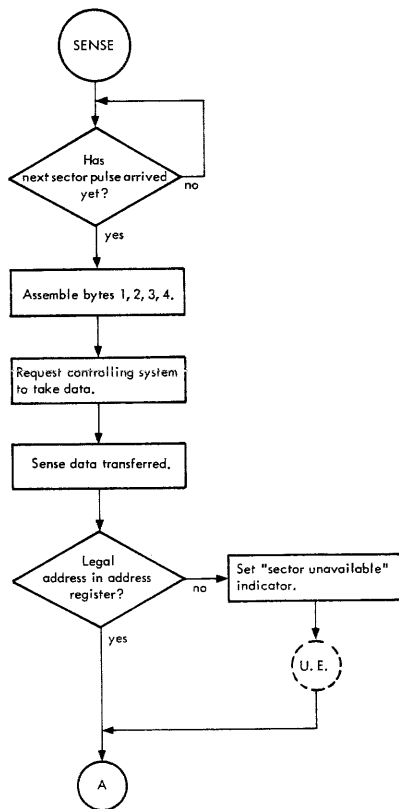 SENSE
Has
next sector pulse arrived
yet?
no
yes
Assemble bytes 1, 2, 3, 4.
Request controlling system
to take data.
Sense data transferred.
Legal
address in address
register?
no
yes
Set "sector unavailable"
indicator.
U. E.
A